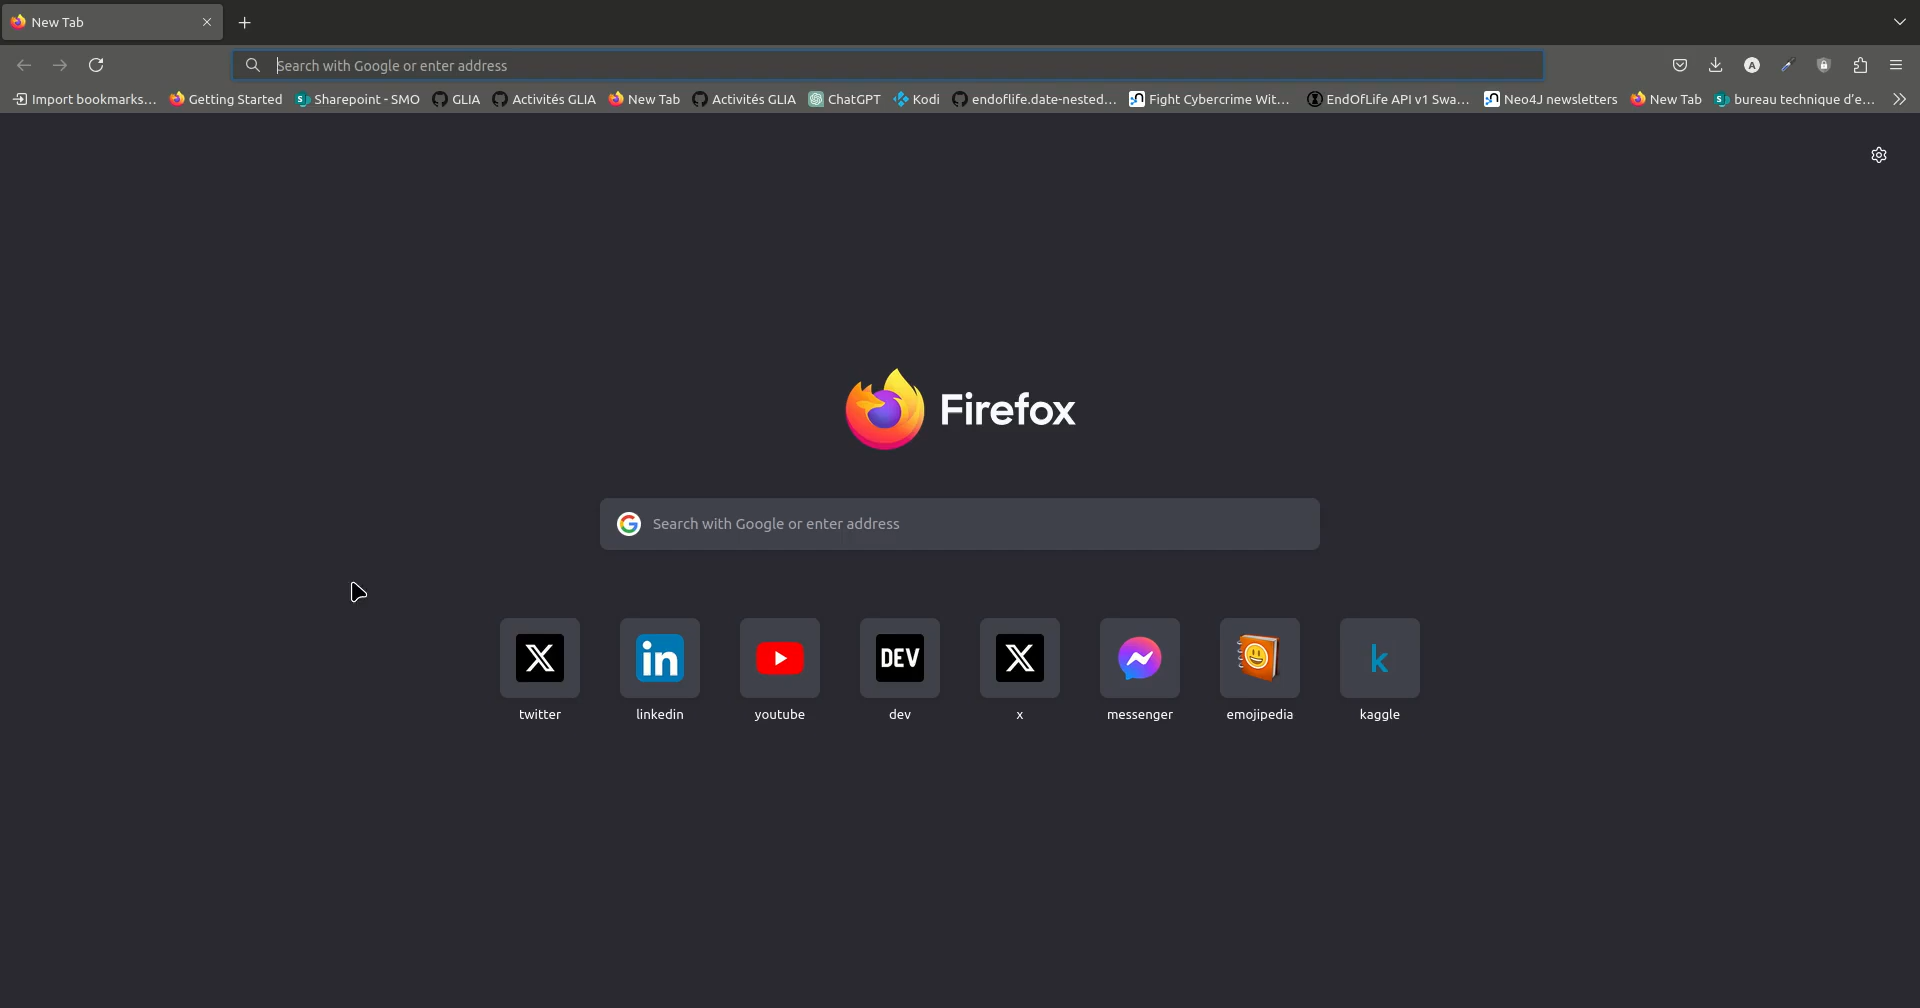 New Tab
Search with Google or enter address
Import bookmarks... Getting Started Sharepoint - SMO GLIA Activités GLIA New Tab Activités GLIA ChatGPT Kodi endoflife.date-nested... Fight Cybercrime Wit... EndOfLife API v1 Swa... Neo4J newsletters New Tab bureau technique d'e...
Firefox
Search with Google or enter address
DEV
twitter linkedin youtube dev x messenger emojipedia kaggle